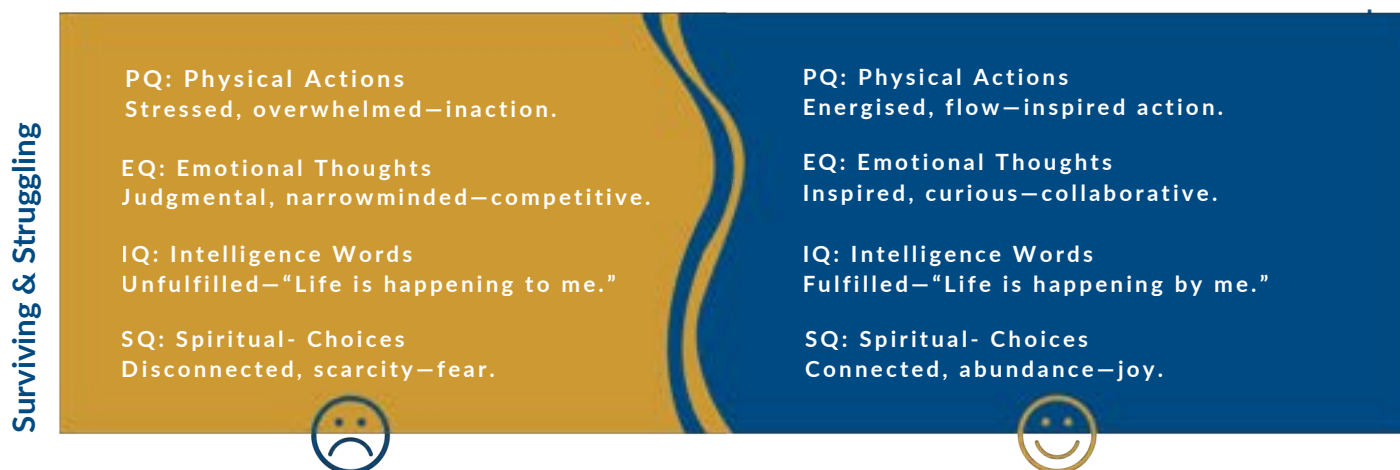 Surviving & Struggling
PQ: Physical Actions
Stressed, overwhelmed—inaction.
EQ: Emotional Thoughts
Judgmental, narrowminded—competitive.
IQ: Intelligence Words
Unfulfilled—“Life is happening to me.”
SQ: Spiritual- Choices
Disconnected, scarcity—fear.
PQ: Physical Actions
Energised, flow—inspired action.
EQ: Emotional Thoughts
Inspired, curious—collaborative.
IQ: Intelligence Words
Fulfilled—“Life is happening by me.”
SQ: Spiritual- Choices
Connected, abundance—joy.